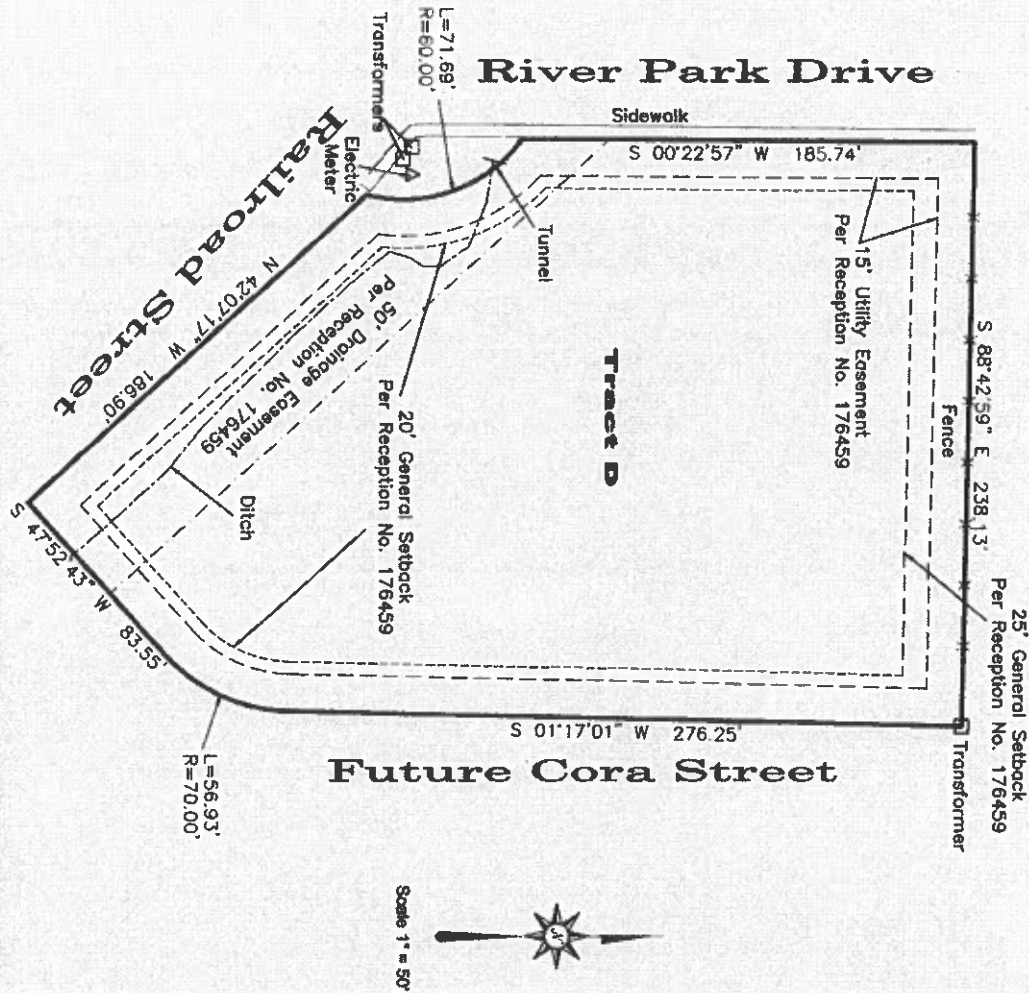 River Park Drive
Sidewalk
S 00°22'57" W 185.74'
L=71.69'
R=60.00'
Transformers
Electric
Meter
Railroad Street
N 42°07'17" W 186.90'
Tunnel
15' Utility Easement
Per Reception No. 176459
S 88°42'59" E 238.13'
Fence
25' General Setback
Per Reception No. 176459
Tract D
50' Drainage Easement
Per Reception No. 176459
20' General Setback
Per Reception No. 176459
Ditch
S 47°52'43" W 83.55'
S 01°17'01" W 276.25'
Transformer
Future Cora Street
L=56.93'
R=70.00'
N
Scale 1" = 50'